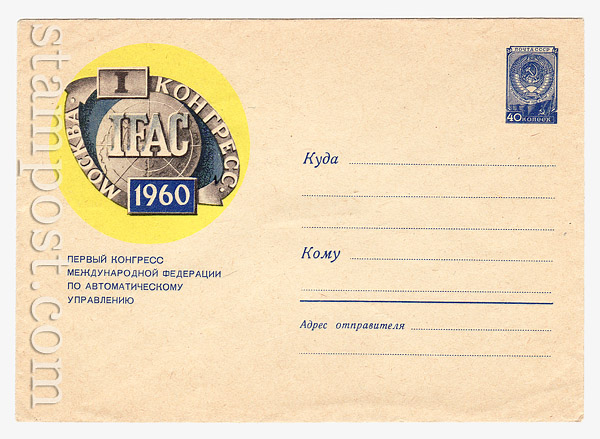 I
МОСКВА · КОНГРЕСС.
IFAC
1960
ПЕРВЫЙ КОНГРЕСС
МЕЖДУНАРОДНОЙ ФЕДЕРАЦИИ
ПО АВТОМАТИЧЕСКОМУ
УПРАВЛЕНИЮ
ПОЧТА СССР
40 КОПЕЕК
Куда
Кому
Адрес отправителя
stampost.com